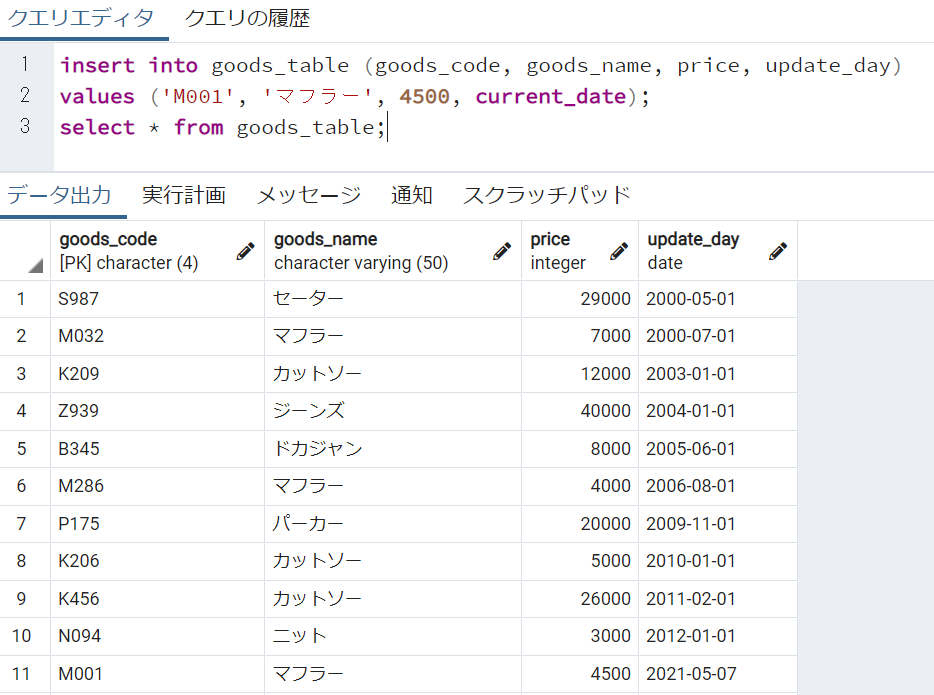 クエリエディタ クエリの履歴
1 insert into goods_table (goods_code, goods_name, price, update_day)
2 values ('M001', 'マフラー', 4500, current_date);
3 select * from goods_table;
データ出力 実行計画 メッセージ 通知 スクラッチパッド
goods_code goods_name price update_day
[PK] character (4) character varying (50) integer date
1 S987 セーター 29000 2000-05-01
2 M032 マフラー 7000 2000-07-01
3 K209 カットソー 12000 2003-01-01
4 Z939 ジーンズ 40000 2004-01-01
5 B345 ドカジャン 8000 2005-06-01
6 M286 マフラー 4000 2006-08-01
7 P175 パーカー 20000 2009-11-01
8 K206 カットソー 5000 2010-01-01
9 K456 カットソー 26000 2011-02-01
10 N094 ニット 3000 2012-01-01
11 M001 マフラー 4500 2021-05-07